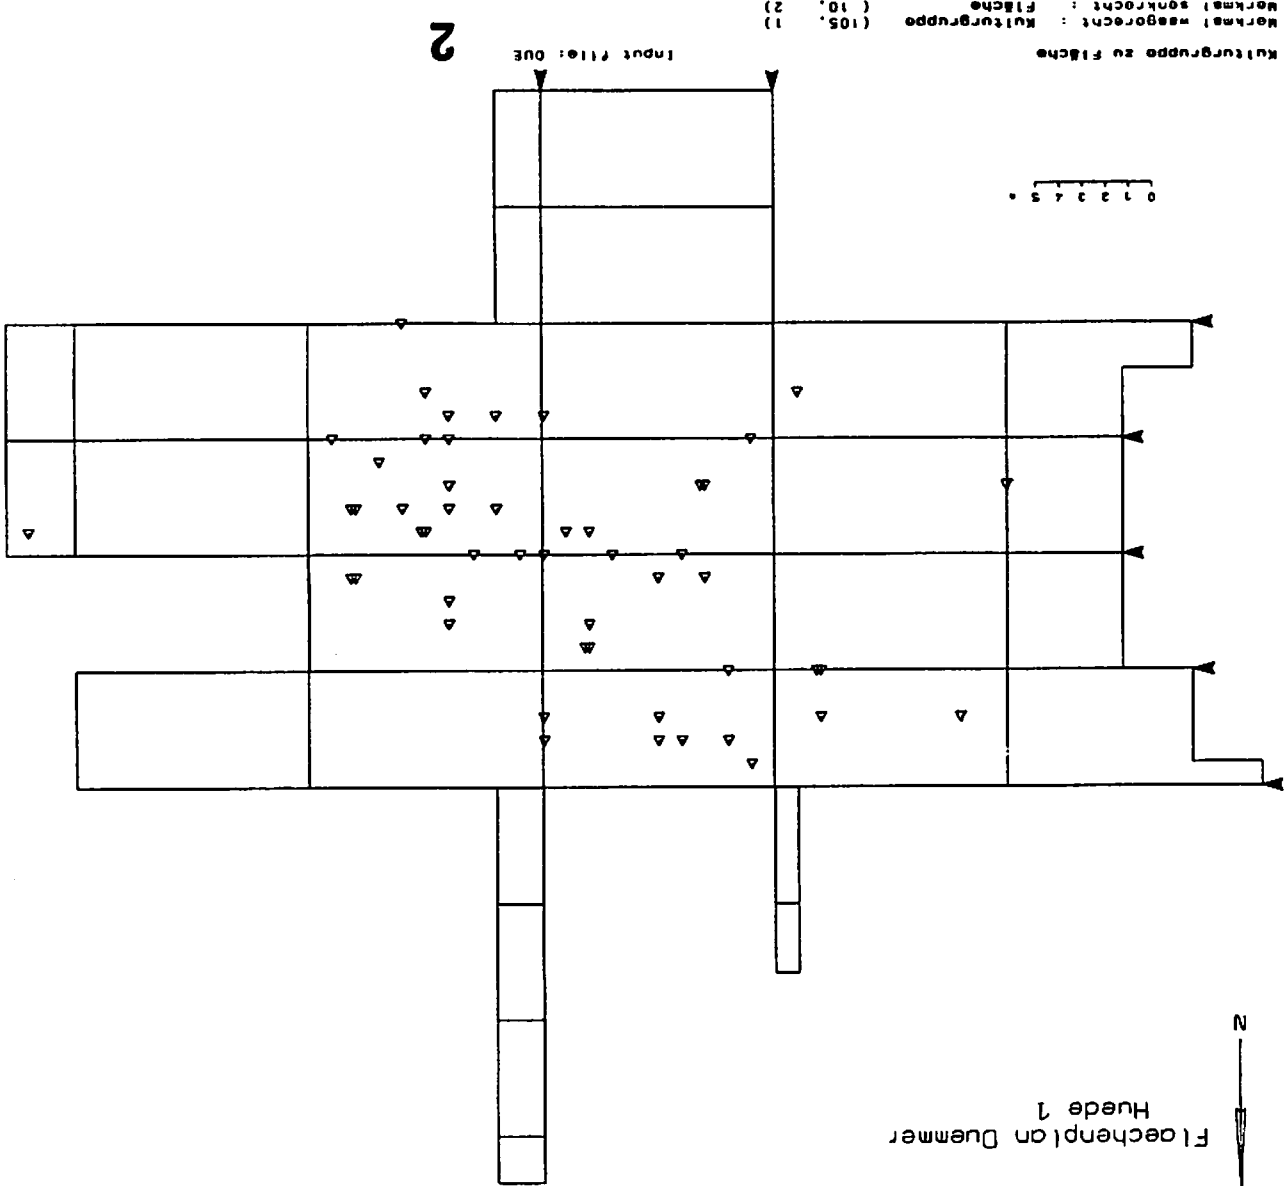 Flaechenplan Duemmer
Huede 1
N
0 1 2 3 4 5 m
Kulturgruppe zu Fläche
Input file: DUE
2
Merkmal waagerecht : Kulturgruppe (105, 1)
Merkmal senkrecht : Fläche ( 10, 2)